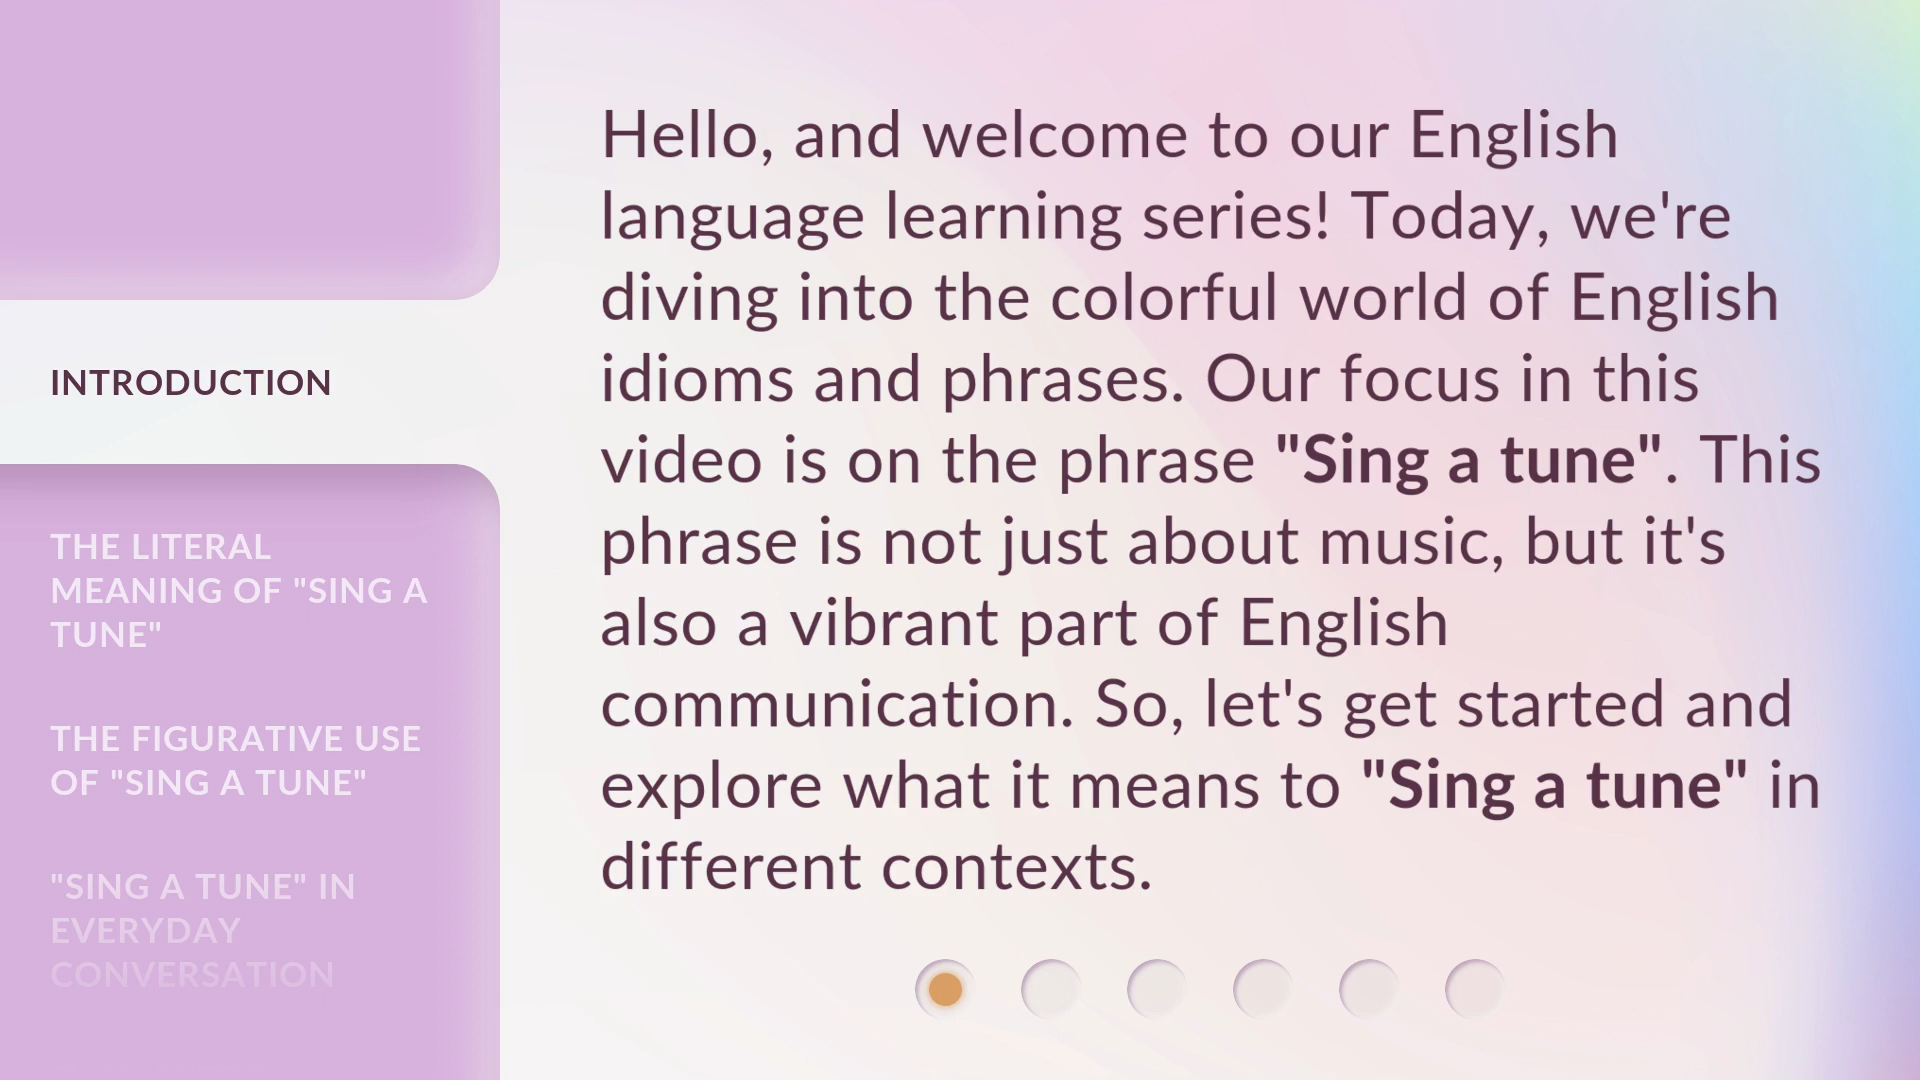 INTRODUCTION
THE LITERAL
MEANING OF "SING A
TUNE"
THE FIGURATIVE USE
OF "SING A TUNE"
"SING A TUNE" IN
EVERYDAY
CONVERSATION
Hello, and welcome to our English
language learning series! Today, we're
diving into the colorful world of English
idioms and phrases. Our focus in this
video is on the phrase "Sing a tune". This
phrase is not just about music, but it's
also a vibrant part of English
communication. So, let's get started and
explore what it means to "Sing a tune" in
different contexts.